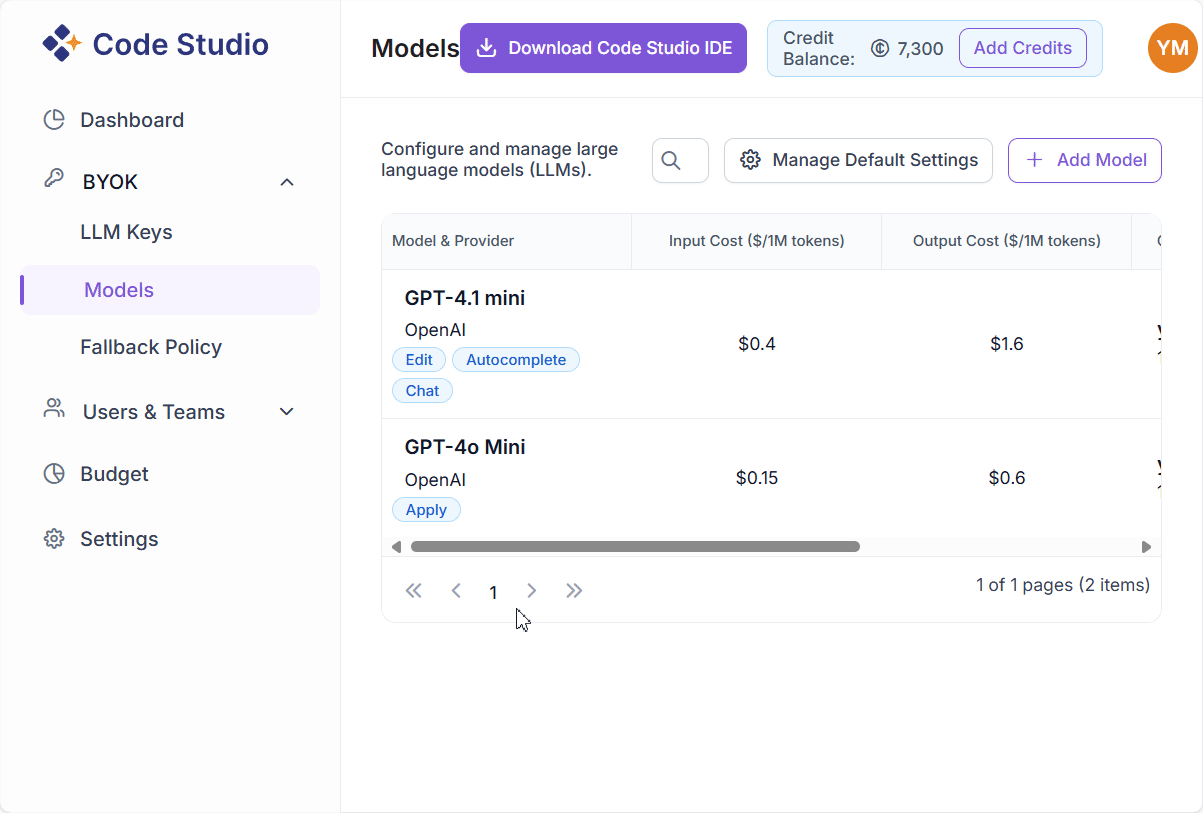 Code Studio
Dashboard
BYOK
LLM Keys
Models
Fallback Policy
Users & Teams
Budget
Settings
Models
Download Code Studio IDE
Credit
Balance:
7,300
Add Credits
YM
Configure and manage large
language models (LLMs).
Manage Default Settings
Add Model
Model & Provider
Input Cost ($/1M tokens)
Output Cost ($/1M tokens)
GPT-4.1 mini
OpenAI
Edit
Autocomplete
Chat
$0.4
$1.6
GPT-4o Mini
OpenAI
Apply
$0.15
$0.6
1
1 of 1 pages (2 items)